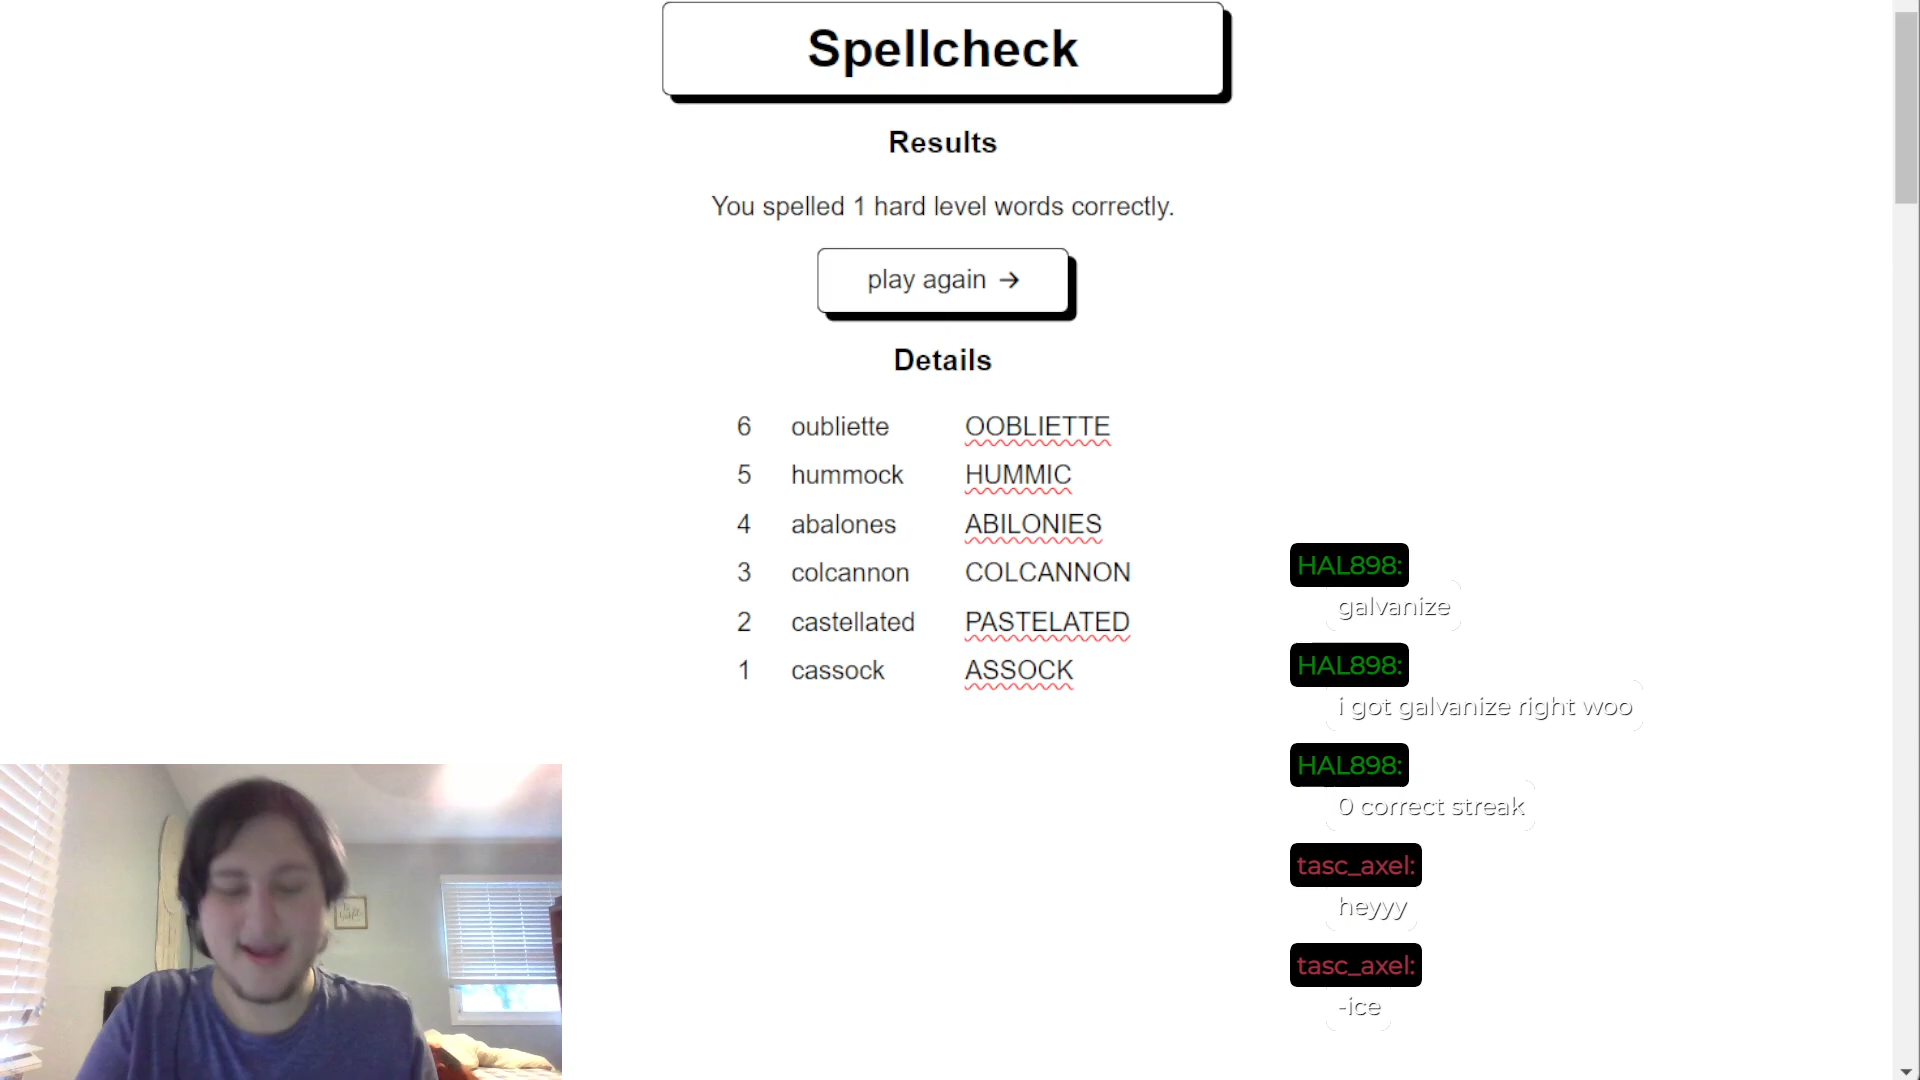 Spellcheck
Results
You spelled 1 hard level words correctly.
play again →
Details
6 oubliette OOBLIETTE
5 hummock HUMMIC
4 abalones ABILONIES
3 colcannon COLCANNON
2 castellated PASTELATED
1 cassock ASSOCK
HAL898:
galvanize
HAL898:
i got galvanize right woo
HAL898:
0 correct streak
tasc_axel:
heyyy
tasc_axel:
-ice